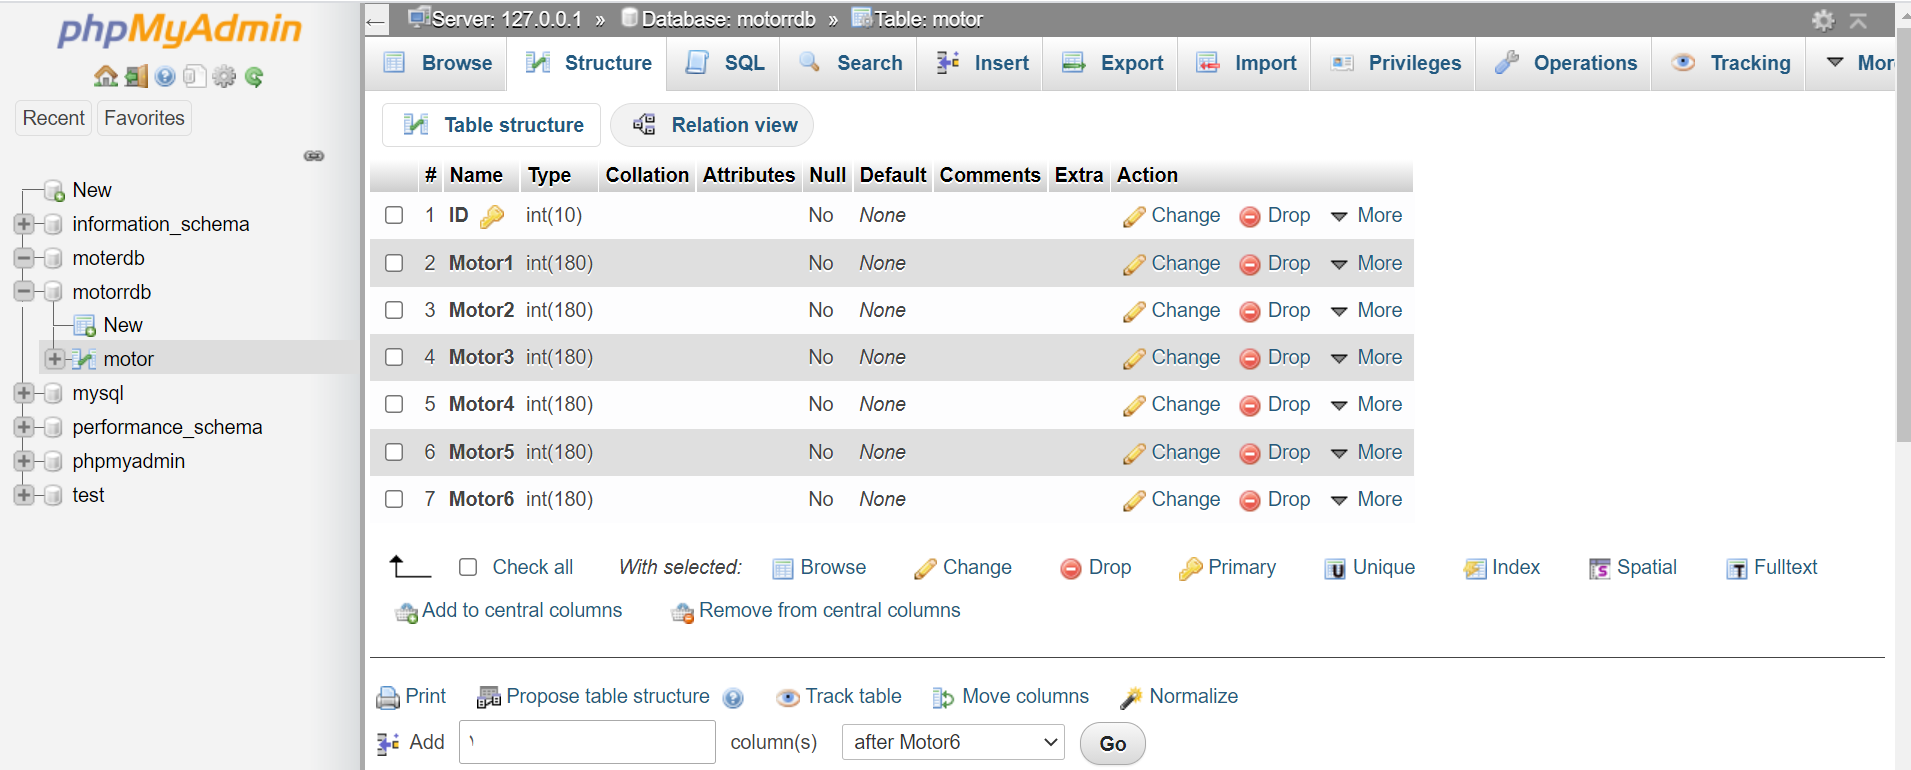 phpMyAdmin
Recent Favorites
New
information_schema
moterdb
motorrdb
New
motor
mysql
performance_schema
phpmyadmin
test
Server: 127.0.0.1 » Database: motorrdb » Table: motor
Browse Structure SQL Search Insert Export Import Privileges Operations Tracking Mor
Table structure Relation view
# Name Type Collation Attributes Null Default Comments Extra Action
1 ID int(10) No None Change Drop More
2 Motor1 int(180) No None Change Drop More
3 Motor2 int(180) No None Change Drop More
4 Motor3 int(180) No None Change Drop More
5 Motor4 int(180) No None Change Drop More
6 Motor5 int(180) No None Change Drop More
7 Motor6 int(180) No None Change Drop More
Check all With selected: Browse Change Drop Primary Unique Index Spatial Fulltext
Add to central columns Remove from central columns
Print Propose table structure Track table Move columns Normalize
Add ١ column(s) after Motor6 Go